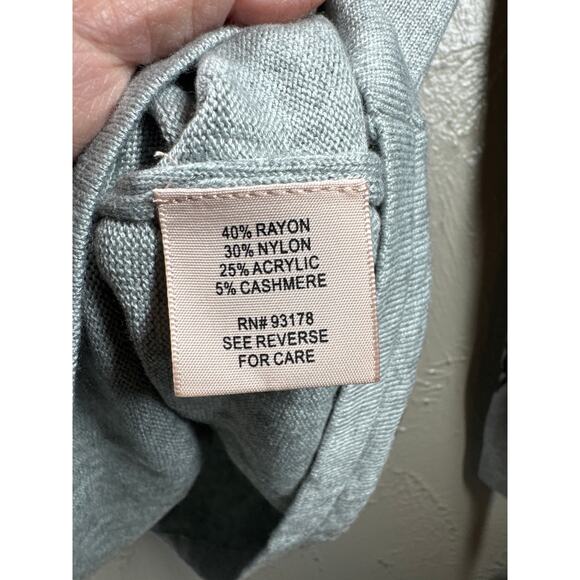 40% RAYON
30% NYLON
25% ACRYLIC
5% CASHMERE
RN# 93178
SEE REVERSE
FOR CARE